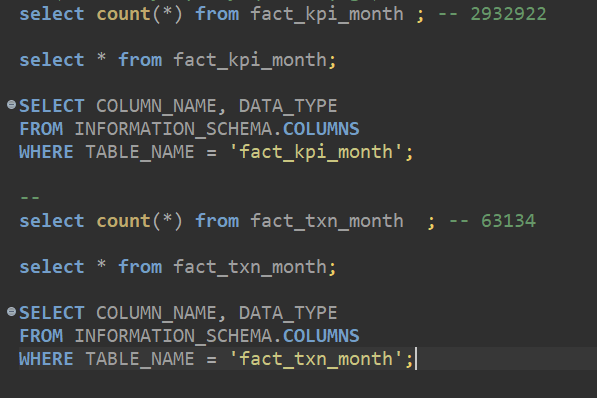 select count(*) from fact_kpi_month ; -- 2932922
select * from fact_kpi_month;
SELECT COLUMN_NAME, DATA_TYPE
FROM INFORMATION_SCHEMA.COLUMNS
WHERE TABLE_NAME = 'fact_kpi_month';
--
select count(*) from fact_txn_month  ; -- 63134
select * from fact_txn_month;
SELECT COLUMN_NAME, DATA_TYPE
FROM INFORMATION_SCHEMA.COLUMNS
WHERE TABLE_NAME = 'fact_txn_month';